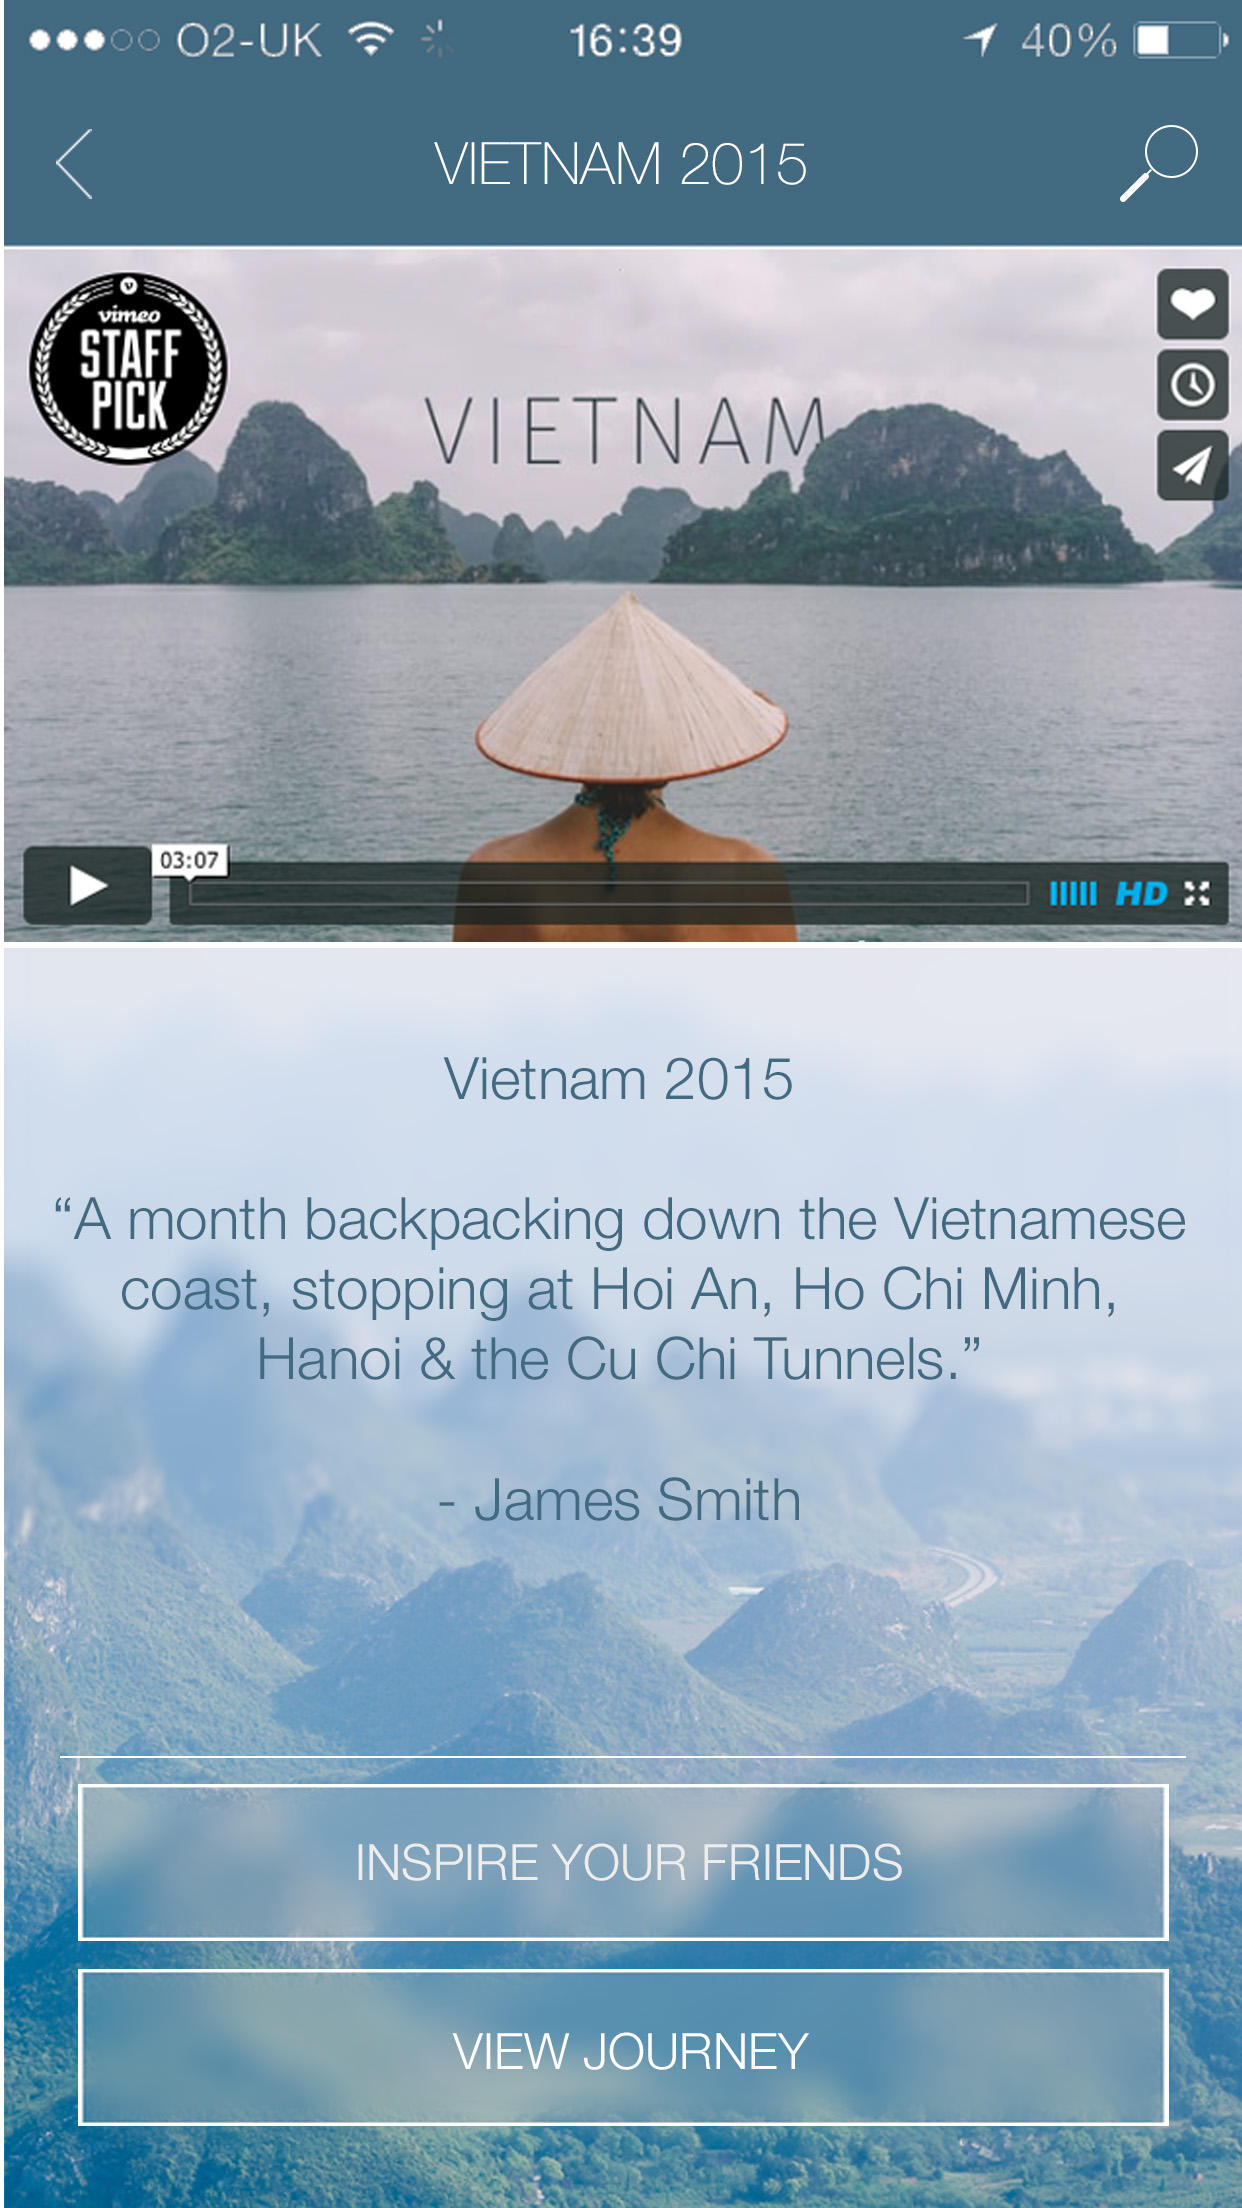 O2-UK 16:39 40%
VIETNAM 2015
vimeo
STAFF
PICK
VIETNAM
03:07
HD
Vietnam 2015
“A month backpacking down the Vietnamese
coast, stopping at Hoi An, Ho Chi Minh,
Hanoi & the Cu Chi Tunnels.”
- James Smith
INSPIRE YOUR FRIENDS
VIEW JOURNEY